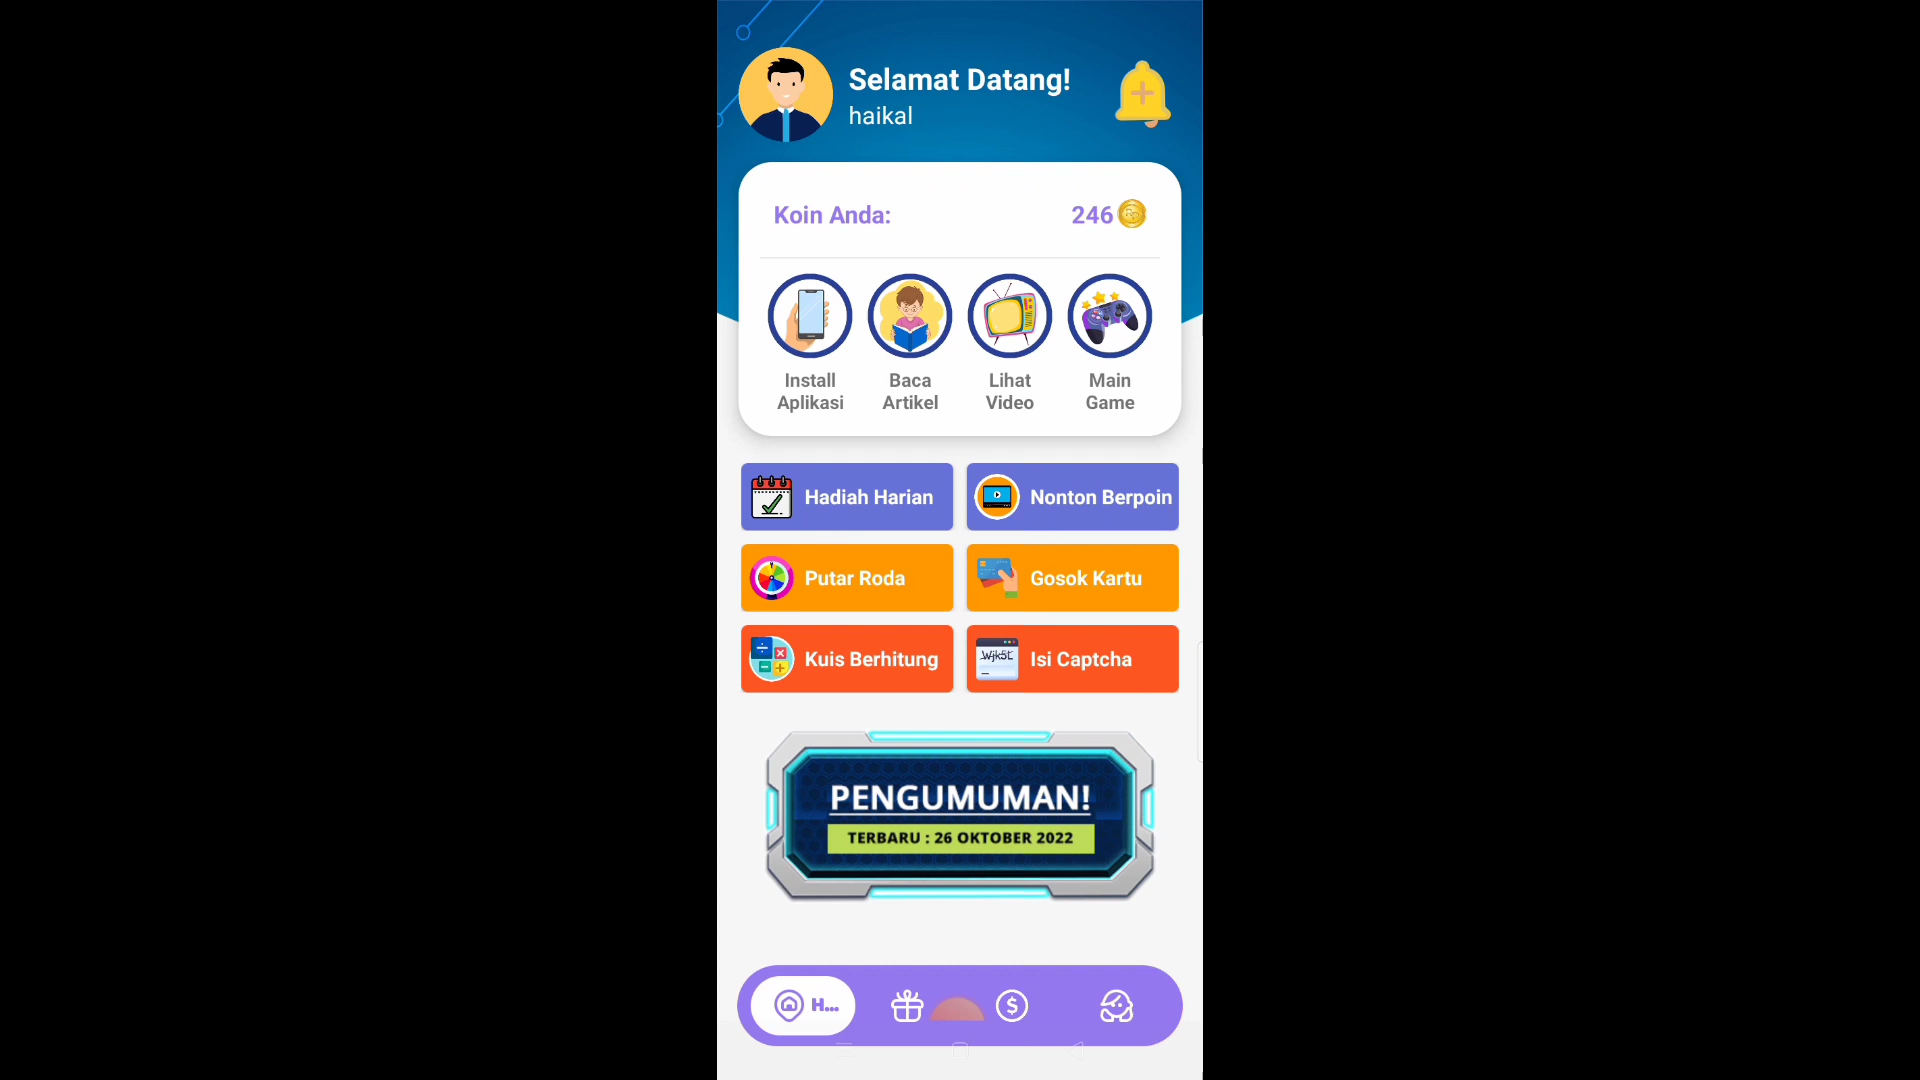 Selamat Datang!
haikal
Koin Anda:
246
Install
Aplikasi
Baca
Artikel
Lihat
Video
Main
Game
Hadiah Harian
Nonton Berpoin
Putar Roda
Gosok Kartu
Kuis Berhitung
Wjk5t
Isi Captcha
PENGUMUMAN!
TERBARU : 26 OKTOBER 2022
H...